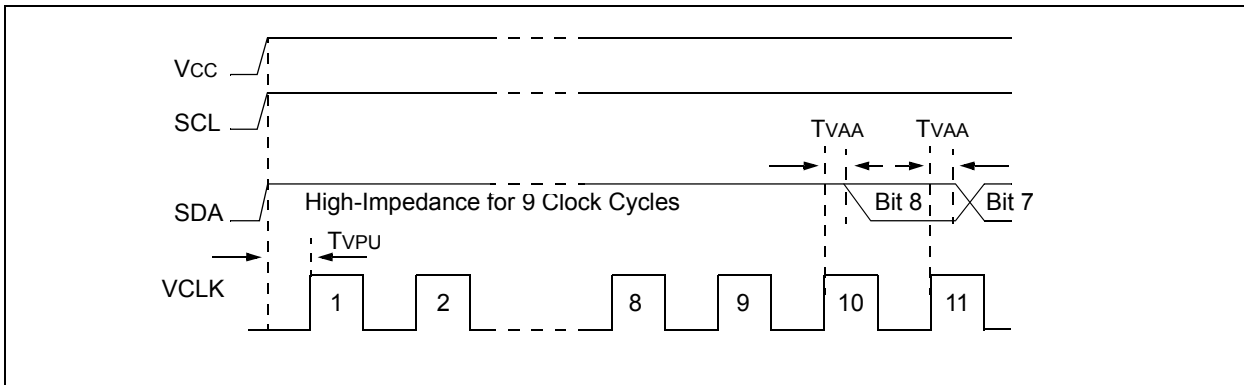 VCC
SCL
TVAA TVAA
SDA High-Impedance for 9 Clock Cycles Bit 8 Bit 7
TVPU
VCLK 1 2 8 9 10 11